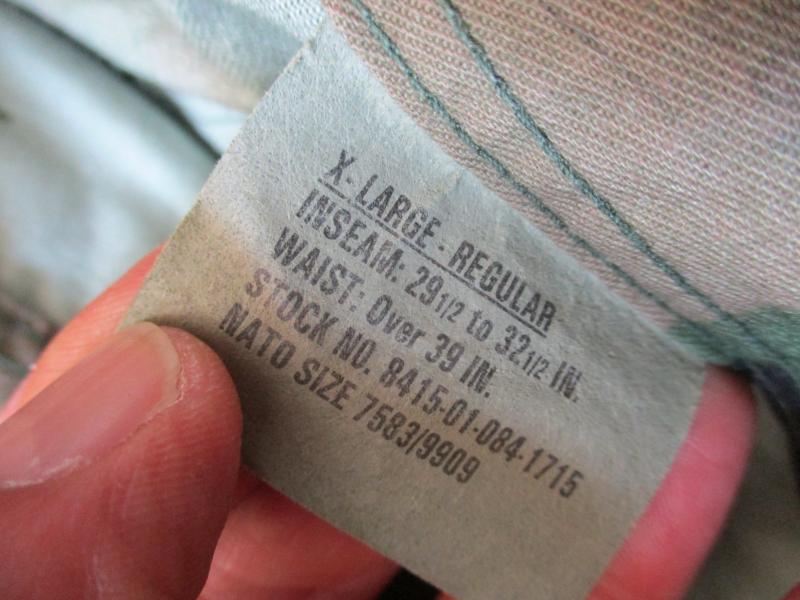 X-LARGE-REGULAR
INSEAM: 29 1/2 to 32 1/2 IN.
WAIST: Over 39 IN.
STOCK NO. 8415-01-084-1715
NATO SIZE 7583/9909